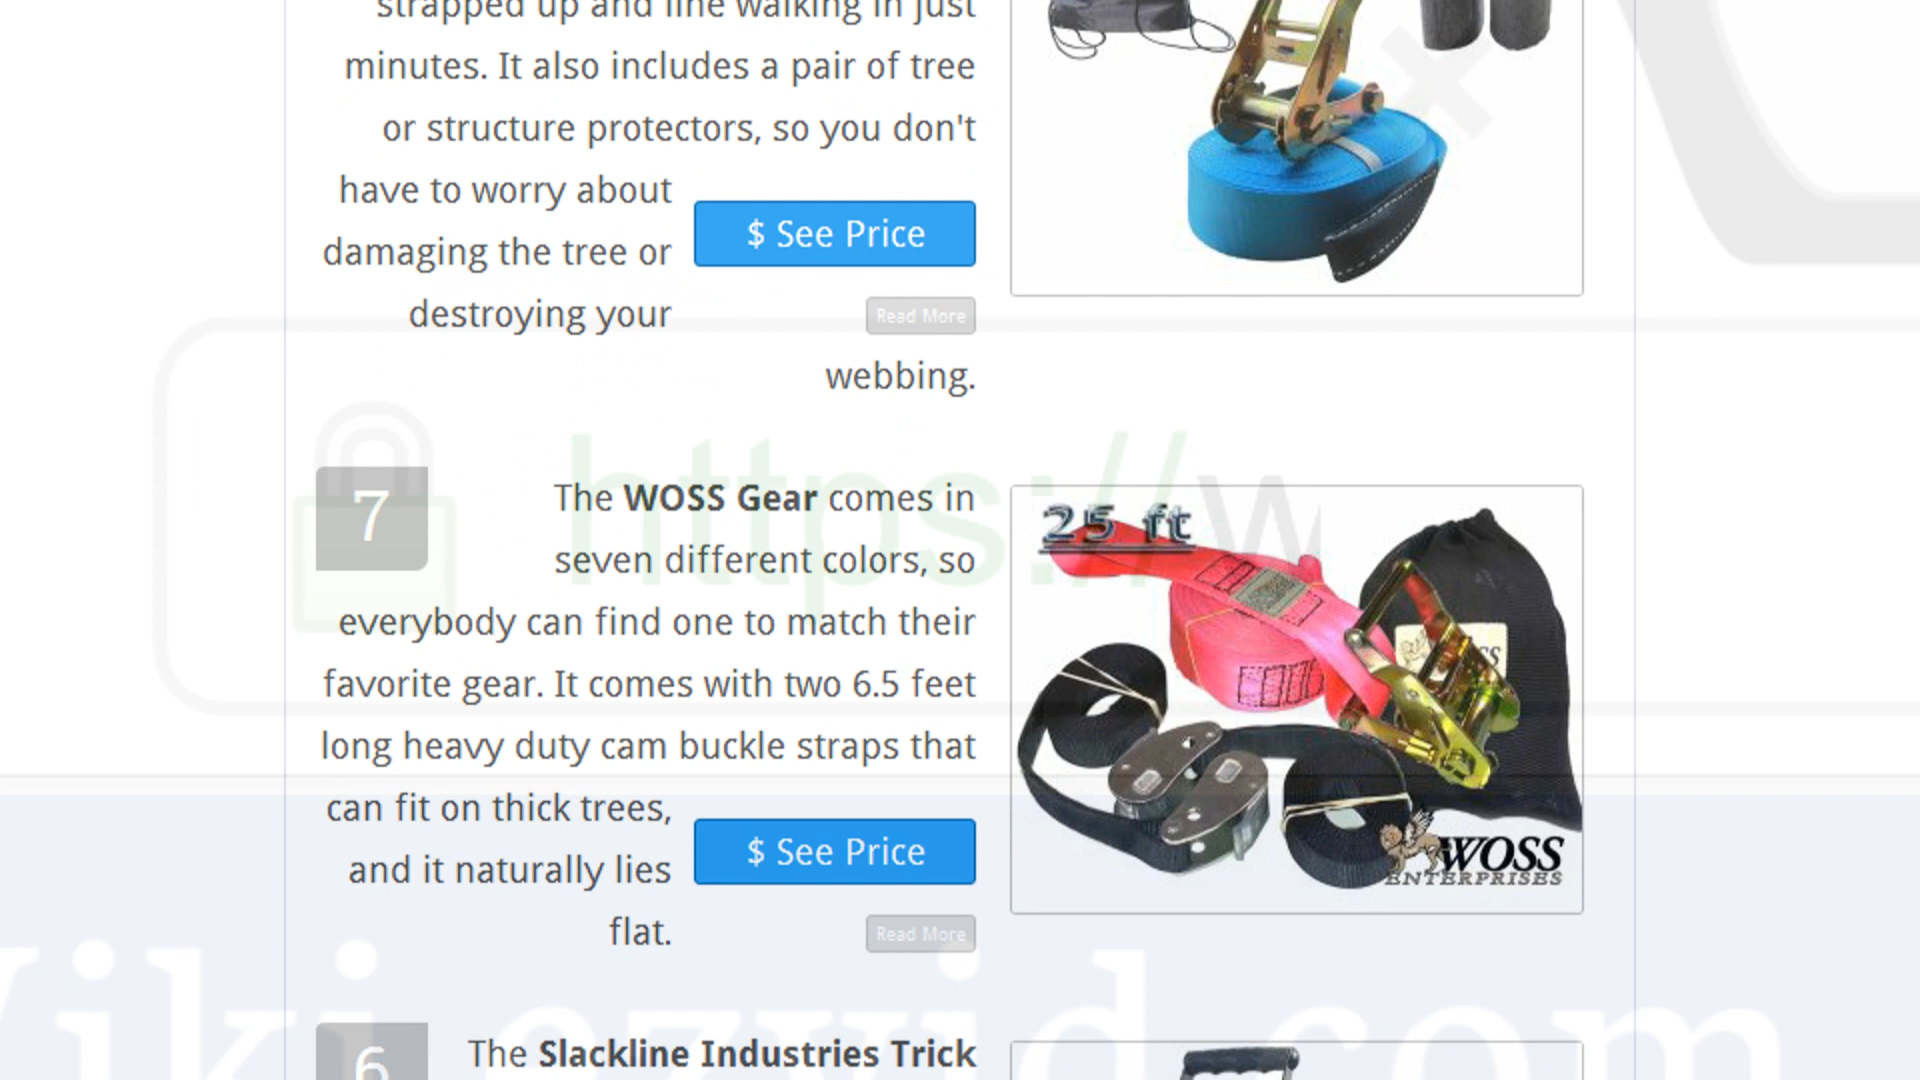 strapped up and line walking in just
minutes. It also includes a pair of tree
or structure protectors, so you don't
have to worry about
damaging the tree or
destroying your
$ See Price
Read More
webbing.
7
The WOSS Gear comes in
seven different colors, so
everybody can find one to match their
favorite gear. It comes with two 6.5 feet
long heavy duty cam buckle straps that
can fit on thick trees,
and it naturally lies
flat.
$ See Price
Read More
25 ft
WOSS
ENTERPRISES
https://w
6
The Slackline Industries Trick
Wiki.ezvid.com